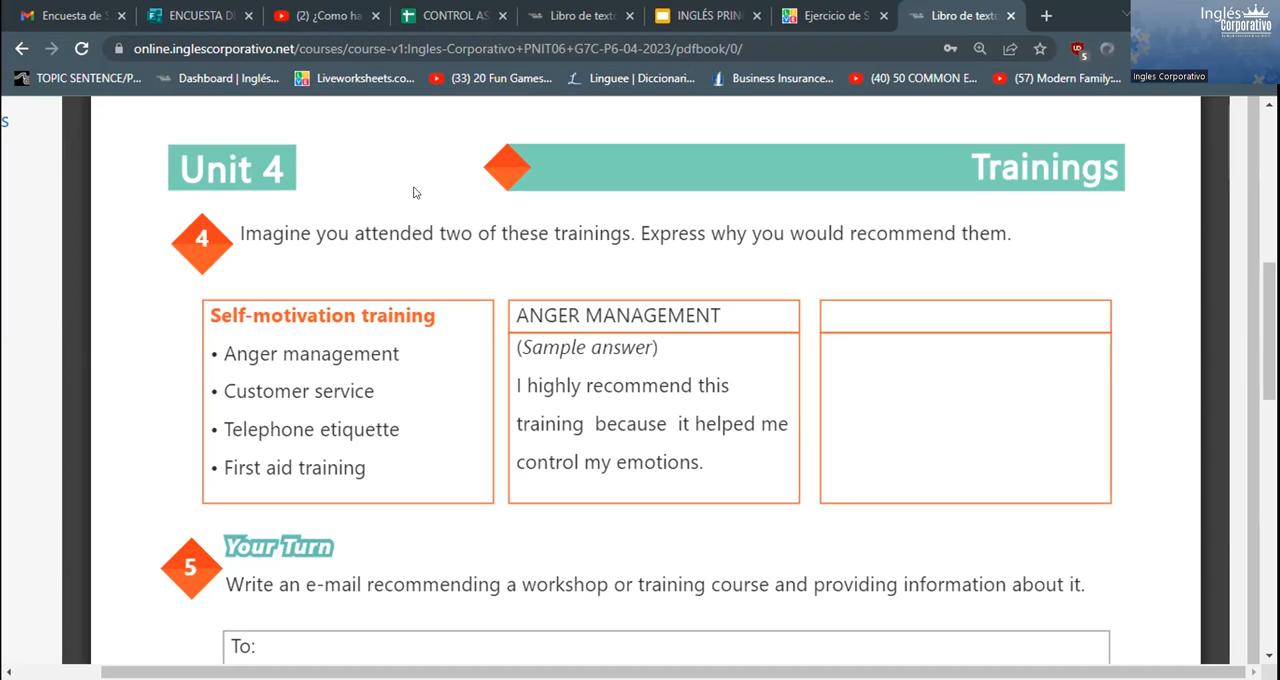 Encuesta de S
ENCUESTA DE
(2) ¿Como ha
CONTROL AS
Libro de texto
INGLÉS PRIN
Ejercicio de S
Libro de texto
Inglés
Corporativo
online.inglescorporativo.net/courses/course-v1:Ingles-Corporativo+PNIT06+G7C-P6-04-2023/pdfbook/0/
5
Ingles Corporativo
TOPIC SENTENCE/P...
Dashboard | Inglés...
Liveworksheets.co...
(33) 20 Fun Games...
Linguee | Diccionari...
Business Insurance...
(40) 50 COMMON E...
(57) Modern Family:...
s
Unit 4
Trainings
4
Imagine you attended two of these trainings. Express why you would recommend them.
Self-motivation training
• Anger management
• Customer service
• Telephone etiquette
• First aid training
ANGER MANAGEMENT
(Sample answer)
I highly recommend this
training because it helped me
control my emotions.
5
Your Turn
Write an e-mail recommending a workshop or training course and providing information about it.
To: